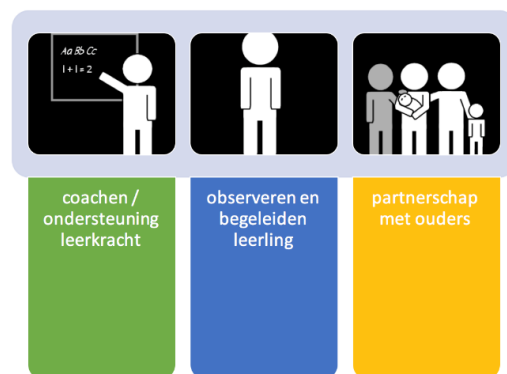 Aa Bb Cc
1 + 1 = 2
coachen /
ondersteuning
leerkracht
observeren en
begeleiden
leerling
partnerschap
met ouders